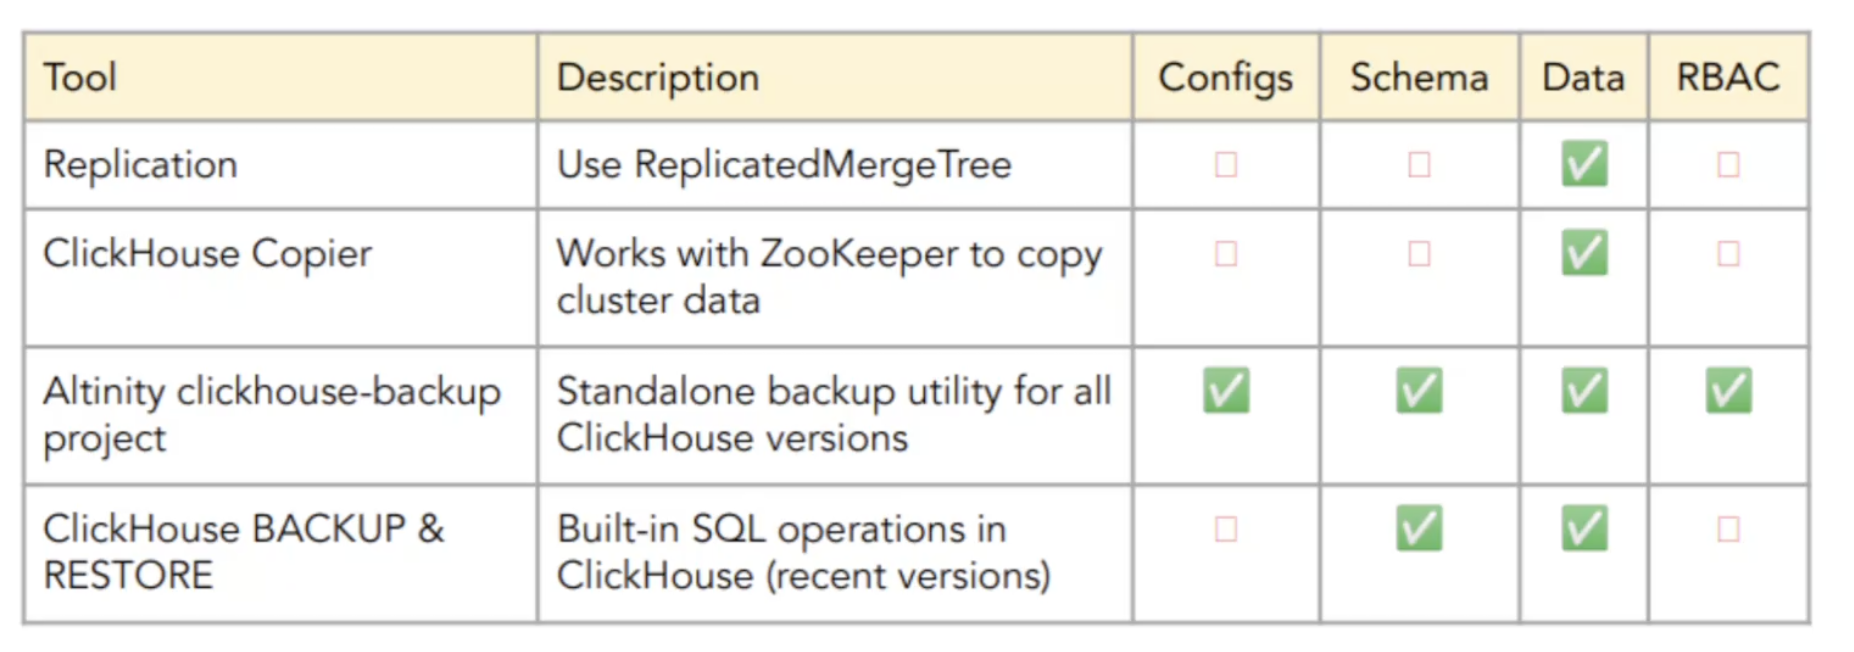 Tool Description Configs Schema Data RBAC
Replication Use ReplicatedMergeTree □ □ ✅ □
ClickHouse Copier Works with ZooKeeper to copy □ □ ✅ □
cluster data
Altinity clickhouse-backup Standalone backup utility for all ✅ ✅ ✅ ✅
project ClickHouse versions
ClickHouse BACKUP & Built-in SQL operations in □ ✅ ✅ □
RESTORE ClickHouse (recent versions)